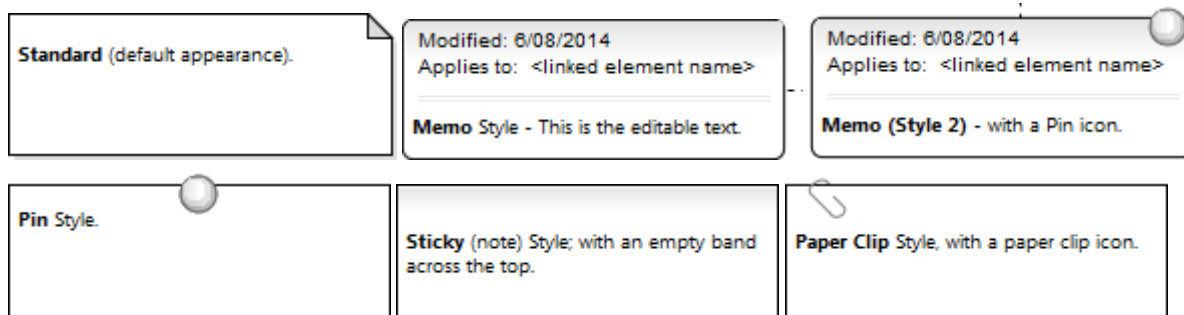 Standard (default appearance).
Modified: 6/08/2014
Applies to: <linked element name>
Memo Style - This is the editable text.
Modified: 6/08/2014
Applies to: <linked element name>
Memo (Style 2) - with a Pin icon.
Pin Style.
Sticky (note) Style; with an empty band
across the top.
Paper Clip Style, with a paper clip icon.